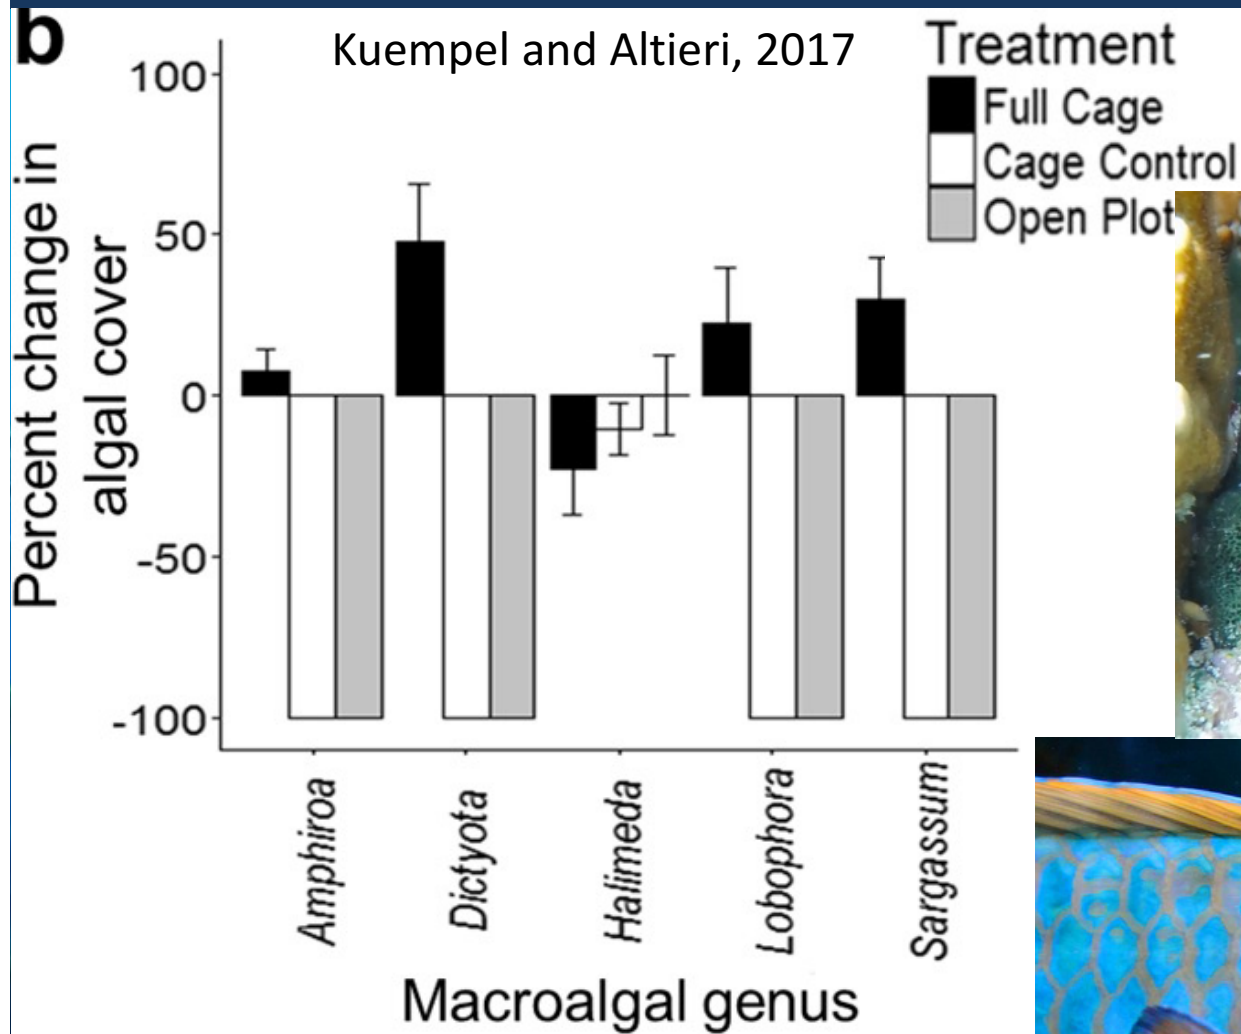 b
Kuempel and Altieri, 2017
Treatment
Full Cage
Cage Control
Open Plot
Percent change in
algal cover
100
50
0
-50
-100
Amphiroa
Dictyota
Halimeda
Lobophora
Sargassum
Macroalgal genus